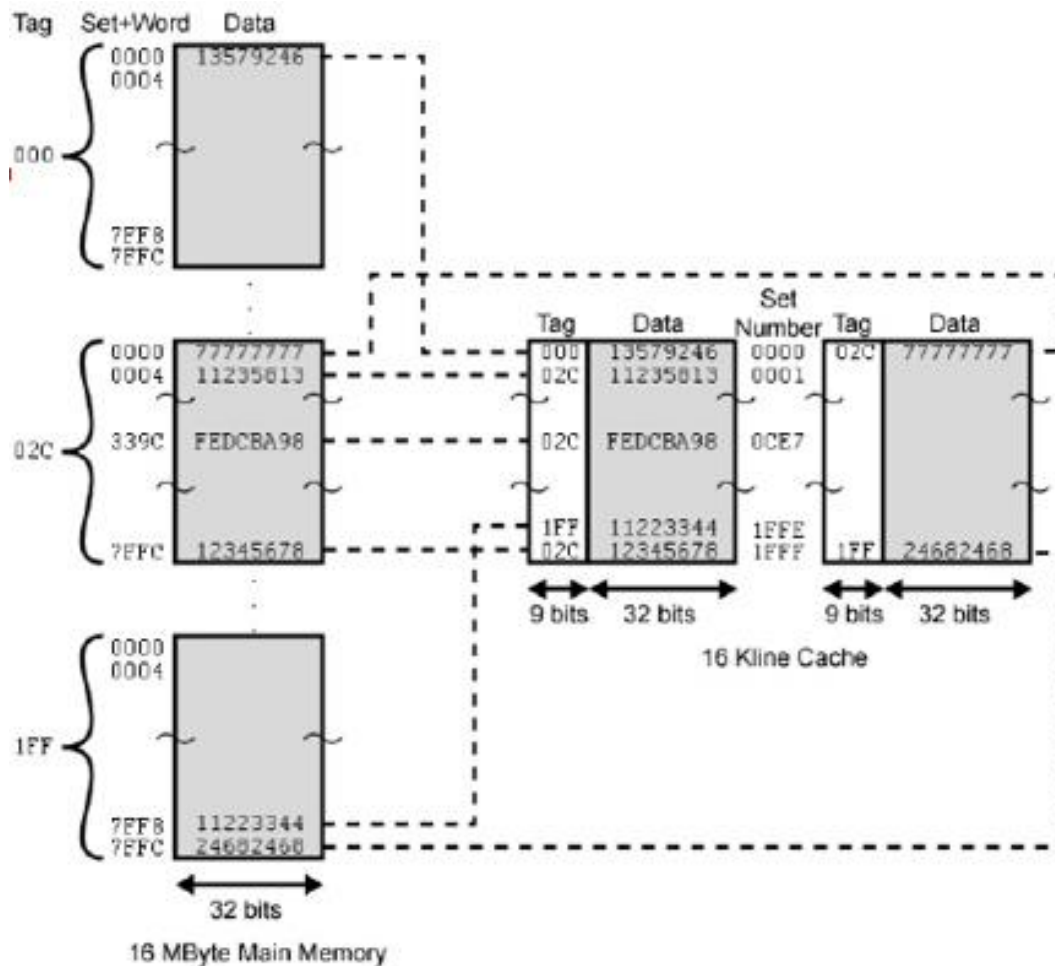 Tag Set+Word Data
0000 13579246
0004
000
7FF8
7FFC
Set
Tag Data Number Tag Data
0000 77777777 000 13579246 0000 02C 77777777
0004 11235813 02C 11235813 0001
02C 339C FEDCBA98 02C FEDCBA98 0CE7
1FF 11223344 1FFE
7FFC 12345678 02C 12345678 1FFF 1FF 24682468
9 bits 32 bits 9 bits 32 bits
16 Kline Cache
0000
0004
1FF
7FF8 11223344
7FFC 24682468
32 bits
16 MByte Main Memory